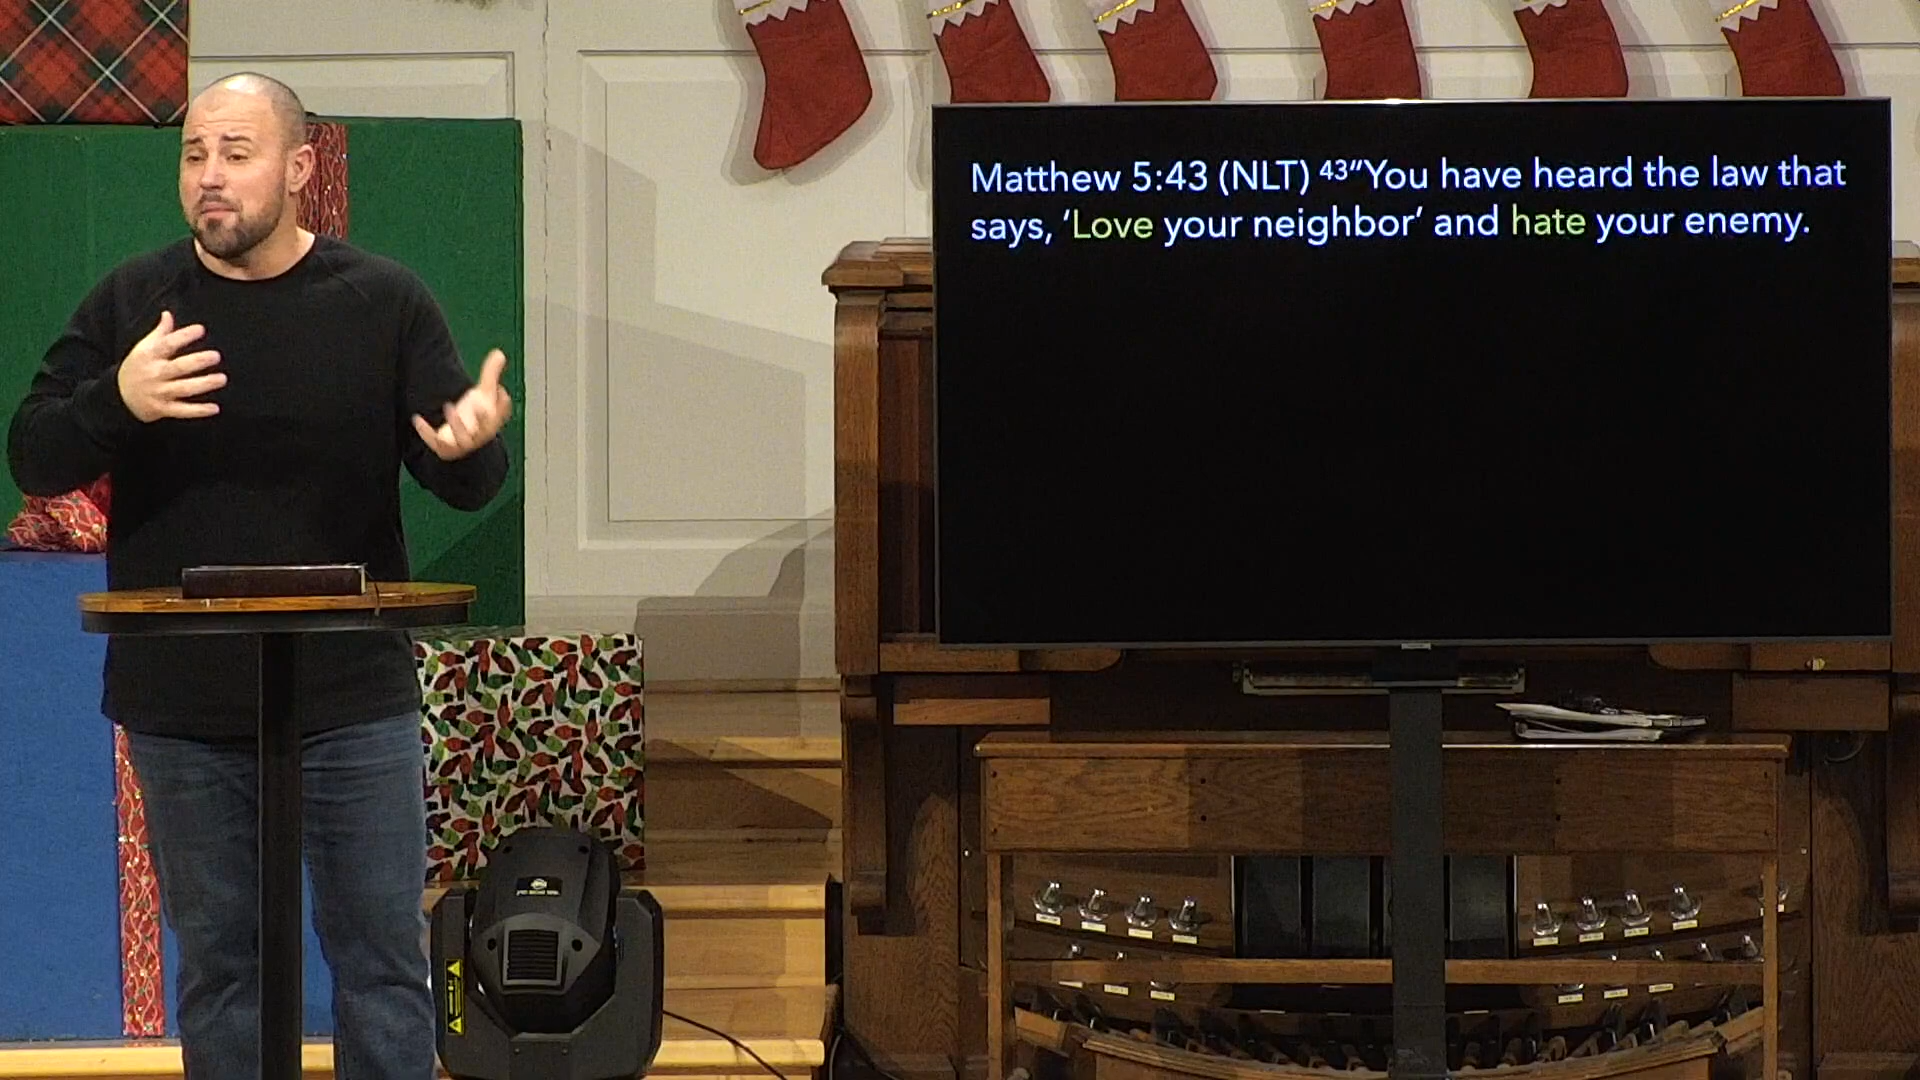 Matthew 5:43 (NLT) 43“You have heard the law that
says, ‘Love your neighbor’ and hate your enemy.